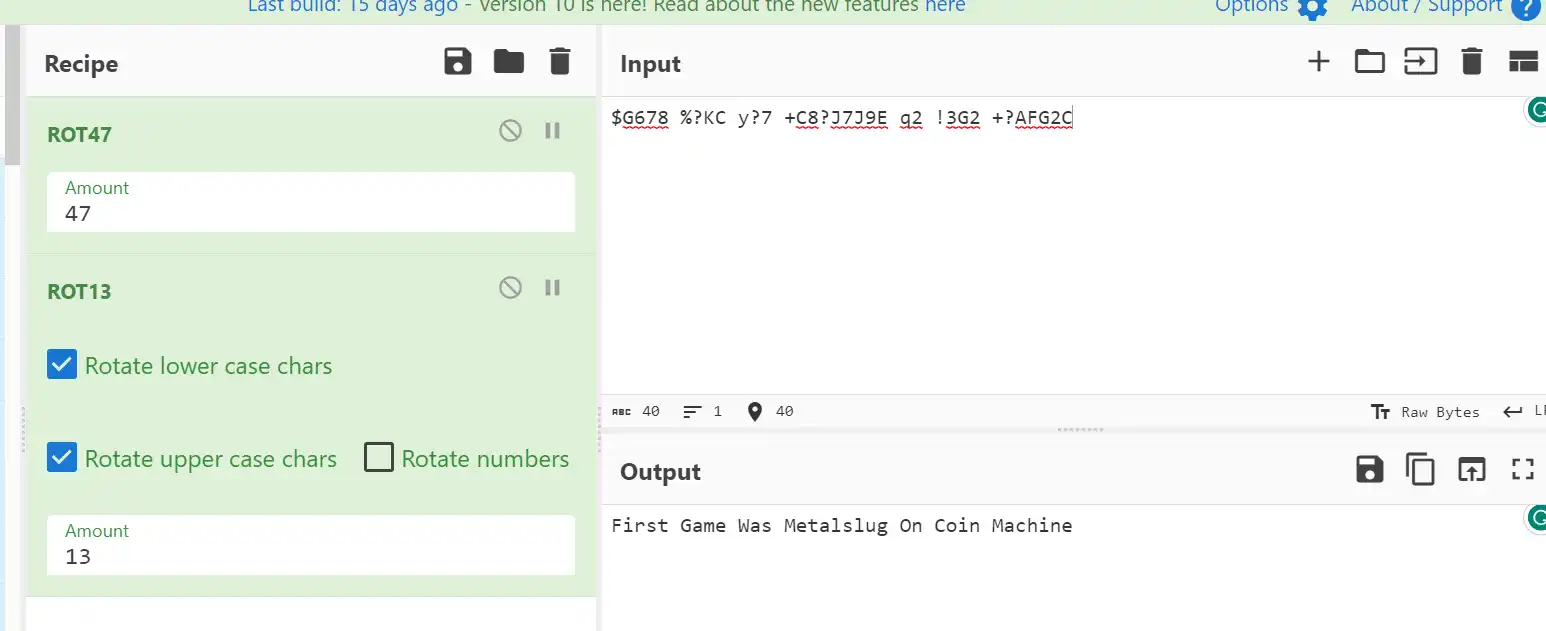 Last build: 15 days ago - Version 10 is here! Read about the new features here
Options
About / Support ?
Recipe
Input
ROT47
Amount
47
ROT13
Rotate lower case chars
Rotate upper case chars
Rotate numbers
Amount
13
$G678 %?KC y?7 +C8?J7J9E q2 !3G2 +?AFG2C
ABC 40
1
40
Tт Raw Bytes
Output
First Game Was Metalslug On Coin Machine